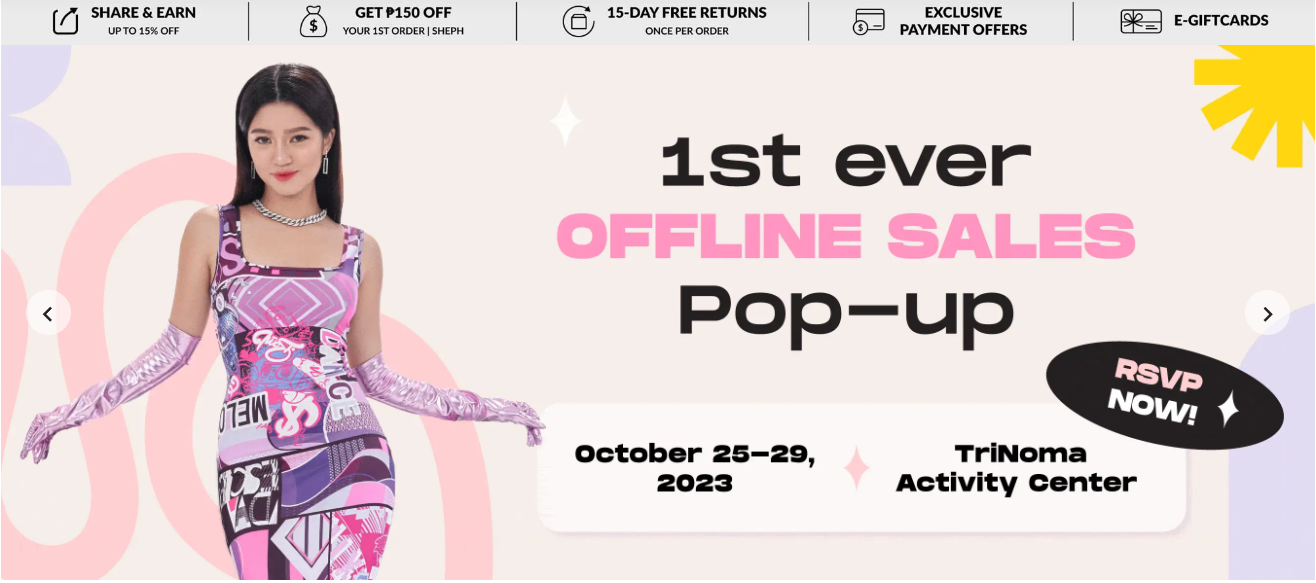 SHARE & EARN
UP TO 15% OFF
GET ₱150 OFF
YOUR 1ST ORDER | SHEPH
15-DAY FREE RETURNS
ONCE PER ORDER
EXCLUSIVE
PAYMENT OFFERS
E-GIFTCARDS
1st ever
OFFLINE SALES
Pop-up
RSVP
NOW!
October 25-29,
2023
TriNoma
Activity Center